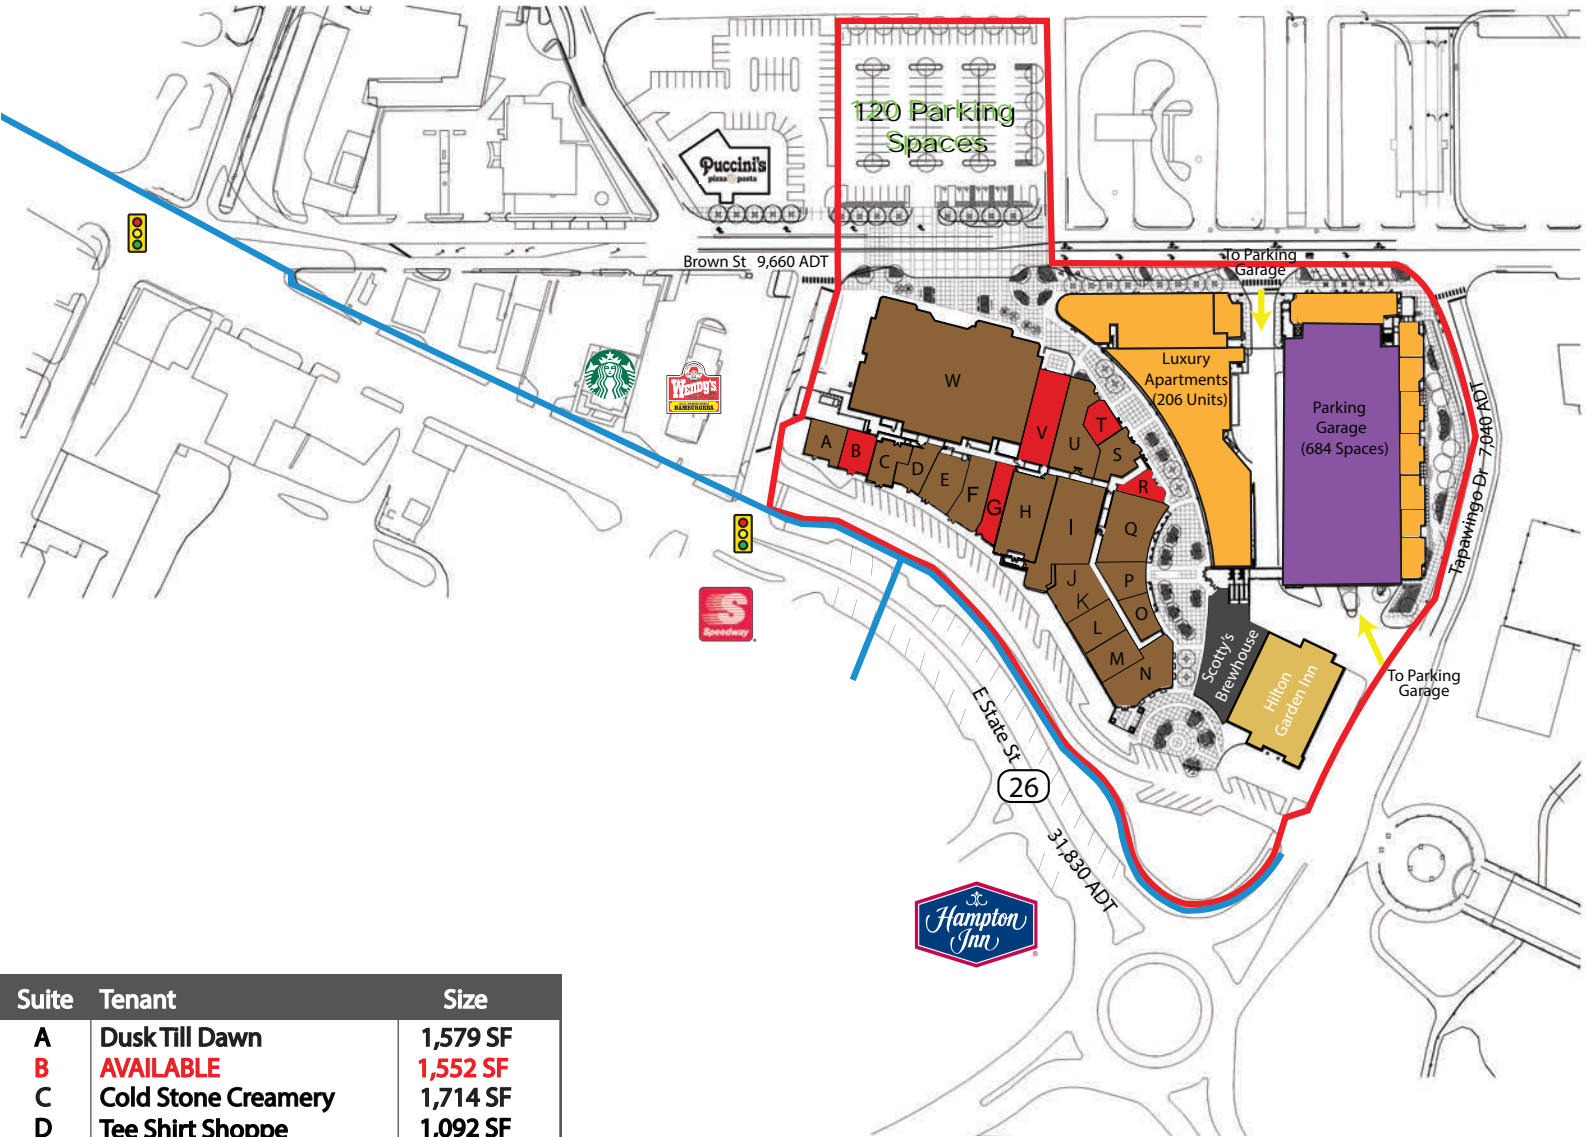 120 Parking
Spaces
Puccini's
pizza & pasta
Brown St 9,660 ADT
To Parking
Garage
Luxury
Apartments
(206 Units)
Parking
Garage
(684 Spaces)
Tapawingo Dr 7,040 ADT
WENDY'S
OLD FASHIONED
HAMBURGERS
W
V
U
T
S
A
B
C
D
E
F
G
H
I
R
Q
J
P
K
O
L
M
N
Scotty's
Brewhouse
Hilton
Garden Inn
To Parking
Garage
S
Speedway
E State St
26
31,830 ADT
Hampton
Inn
Suite Tenant Size
A Dusk Till Dawn 1,579 SF
B AVAILABLE 1,552 SF
C Cold Stone Creamery 1,714 SF
D Tee Shirt Shoppe 1,092 SF